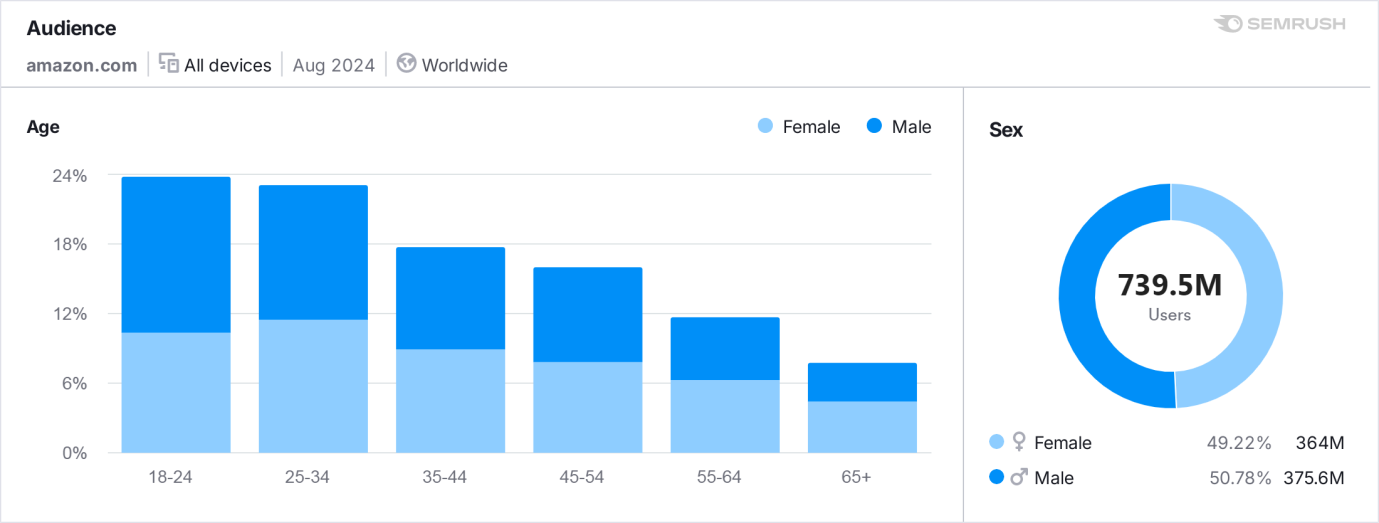 Audience
SEMRUSH
amazon.com All devices Aug 2024 Worldwide
Age
Female Male
24%
18%
12%
6%
0%
18-24 25-34 35-44 45-54 55-64 65+
Sex
739.5M
Users
Female 49.22% 364M
Male 50.78% 375.6M